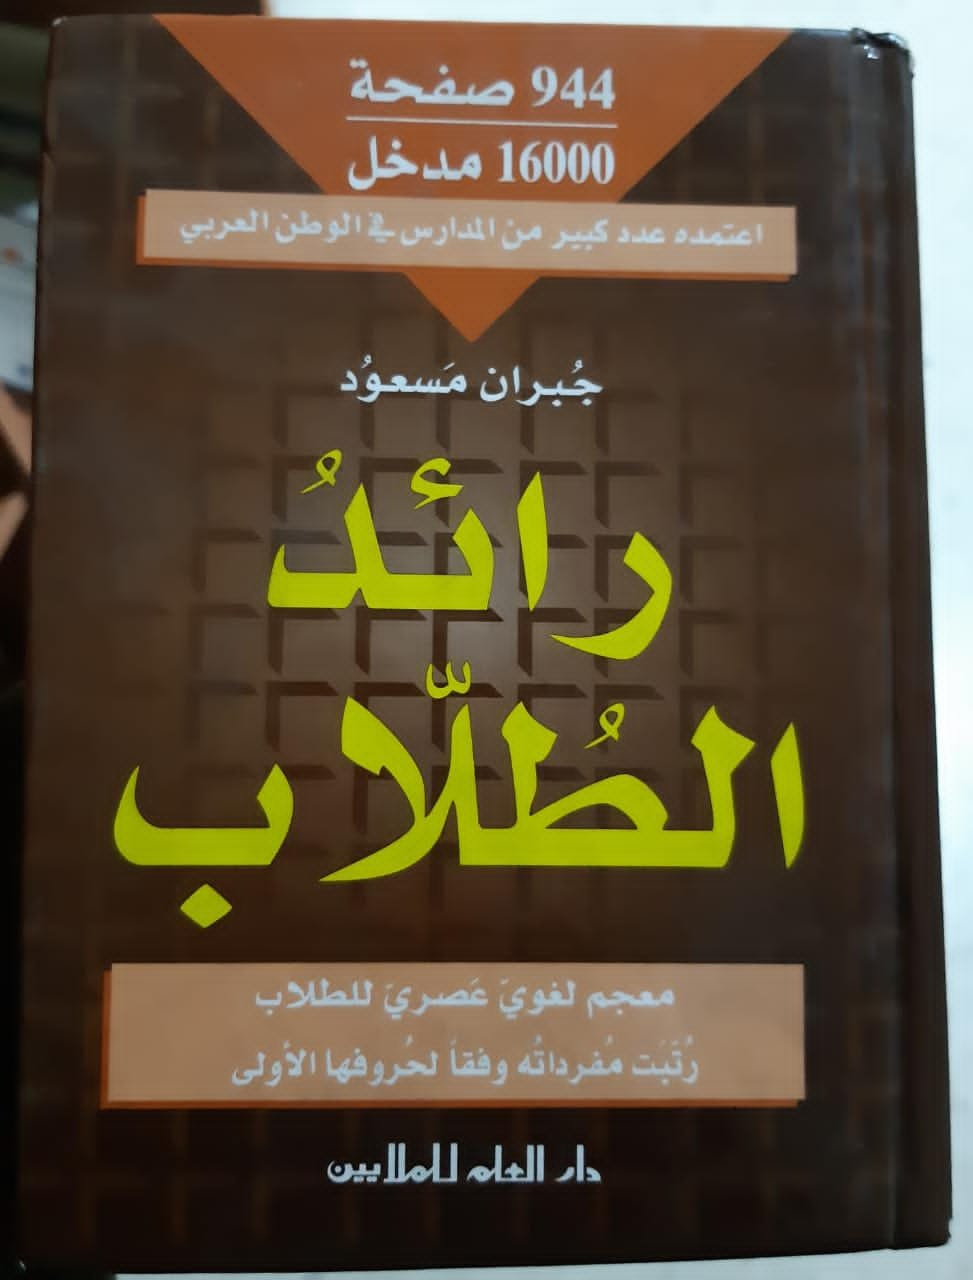 944 صفحة
16000 مدخل
اعتمده عدد كبير من المدارس في الوطن العربي
جُبران مَسعوُد
رائدُ
الطُلّاب
معجم لغويّ عَصريّ للطلاب
رُتّبَت مُفرداتُه وفقاً لحُروفها الأولى
دار العلم للملايين